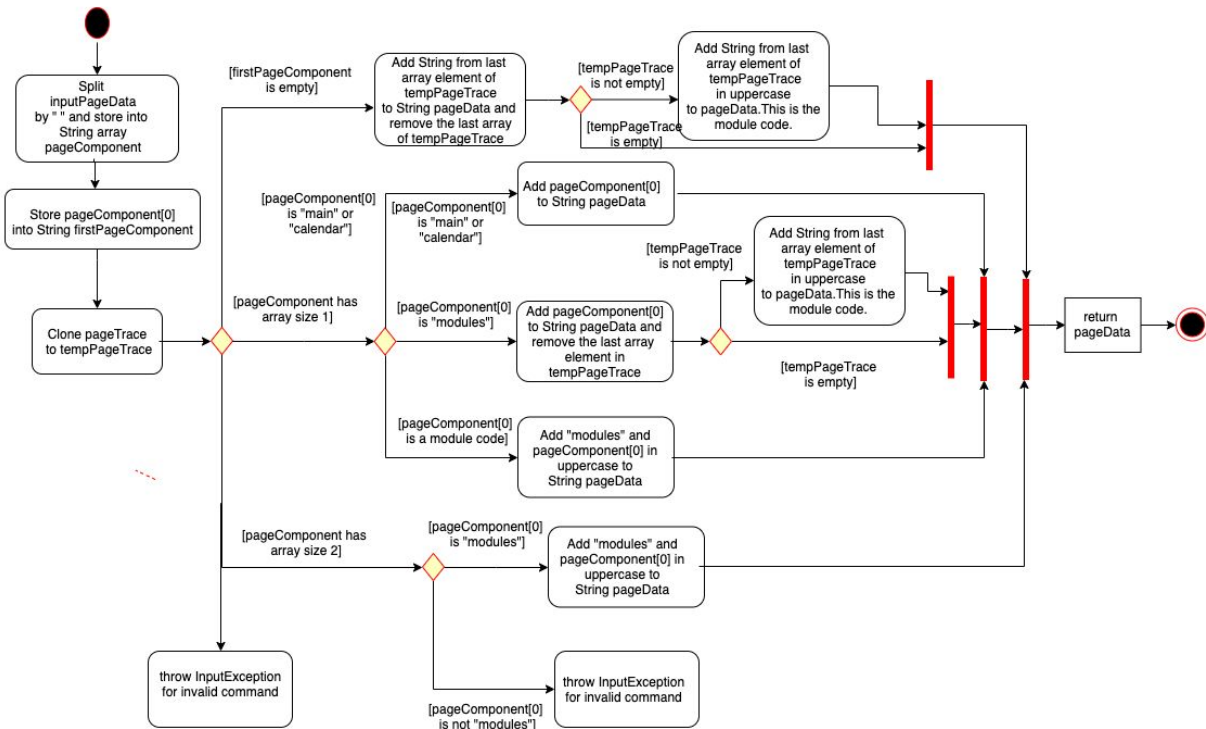 Split
inputPageData
by " " and store into
String array
pageComponent
Store pageComponent[0]
into String firstPageComponent
Clone pageTrace
to tempPageTrace
[firstPageComponent
is empty]
Add String from last
array element of
tempPageTrace
to String pageData and
remove the last array
of tempPageTrace
[tempPageTrace
is not empty]
Add String from last
array element of
tempPageTrace
in uppercase
to pageData.This is the
module code.
[tempPageTrace
is empty]
[pageComponent[0]
is "main" or
"calendar"]
[pageComponent[0]
is "main" or
"calendar"]
Add pageComponent[0]
to String pageData
[pageComponent has
array size 1]
[pageComponent[0]
is "modules"]
Add pageComponent[0]
to String pageData and
remove the last array
element in
tempPageTrace
[tempPageTrace
is not empty]
Add String from last
array element of
tempPageTrace
in uppercase
to pageData.This is the
module code.
[tempPageTrace
is empty]
return
pageData
[pageComponent[0]
is a module code]
Add "modules" and
pageComponent[0] in
uppercase to
String pageData
[pageComponent has
array size 2]
[pageComponent[0]
is "modules"]
Add "modules" and
pageComponent[0] in
uppercase to
String pageData
throw InputException
for invalid command
[pageComponent[0]
is not "modules"]
throw InputException
for invalid command